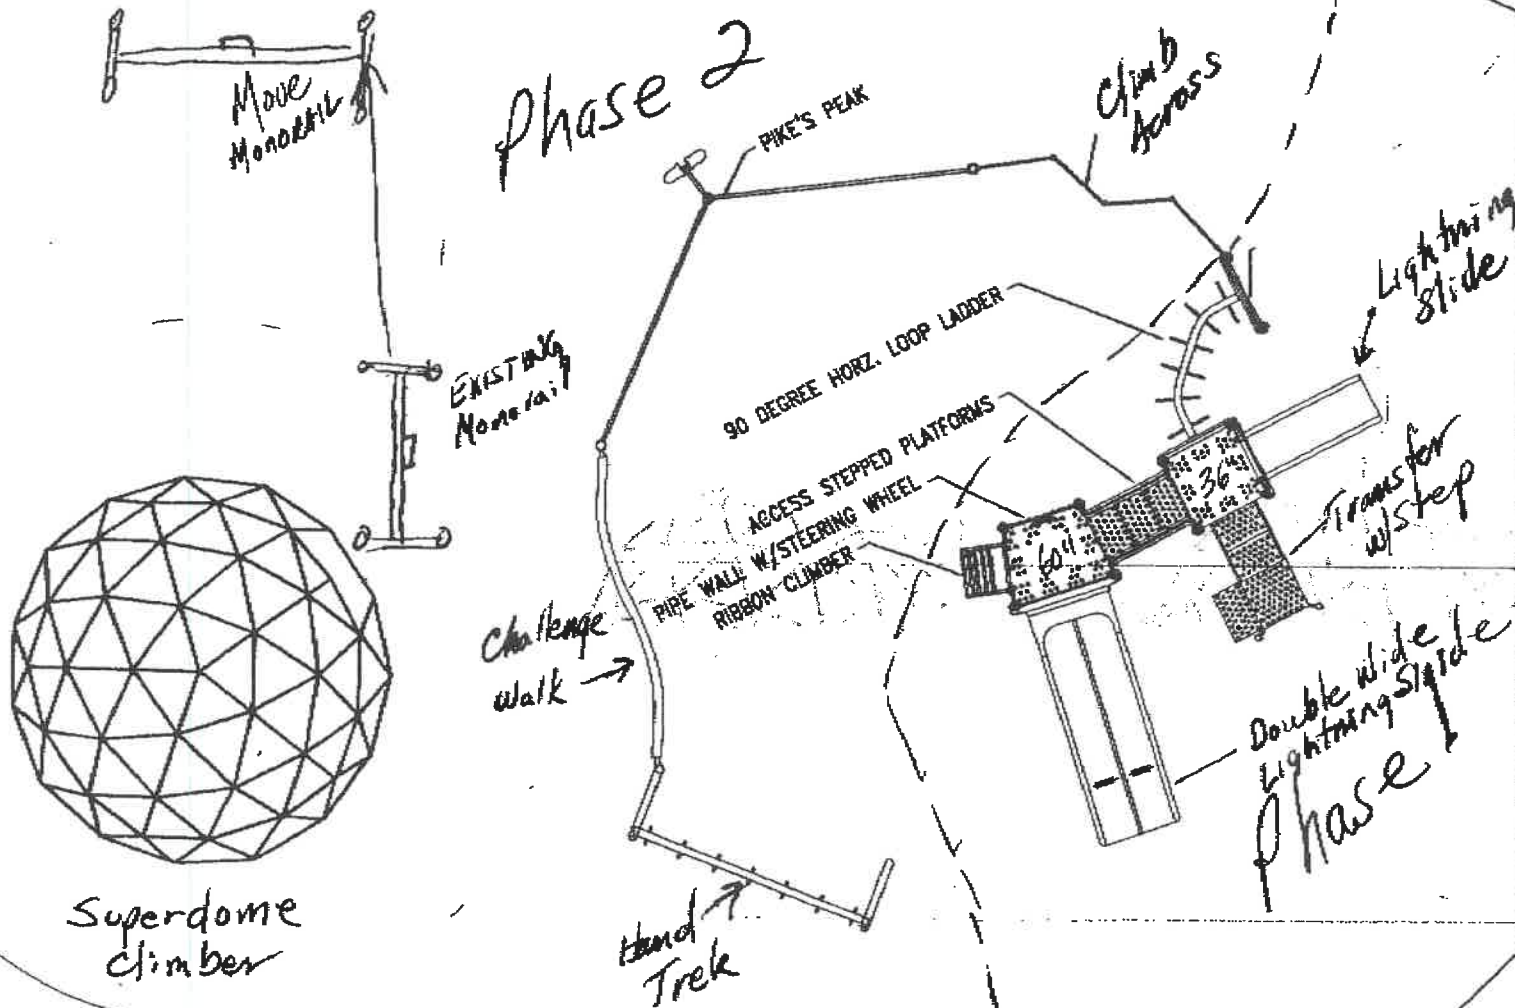 Move
Monorail
Phase 2
PIKE'S PEAK
Climb
Across
Lightning
Slide
EXISTING
Monorail
90 DEGREE HORZ. LOOP LADDER
ACCESS STEPPED PLATFORMS
PIPE WALL W/STEERING WHEEL
RIBBON CLIMBER
36"
60"
Transfer
w/step
Challenge
Walk
Double Wide
Lightning Slide
Phase 1
Superdome
Climber
Hand
Trek